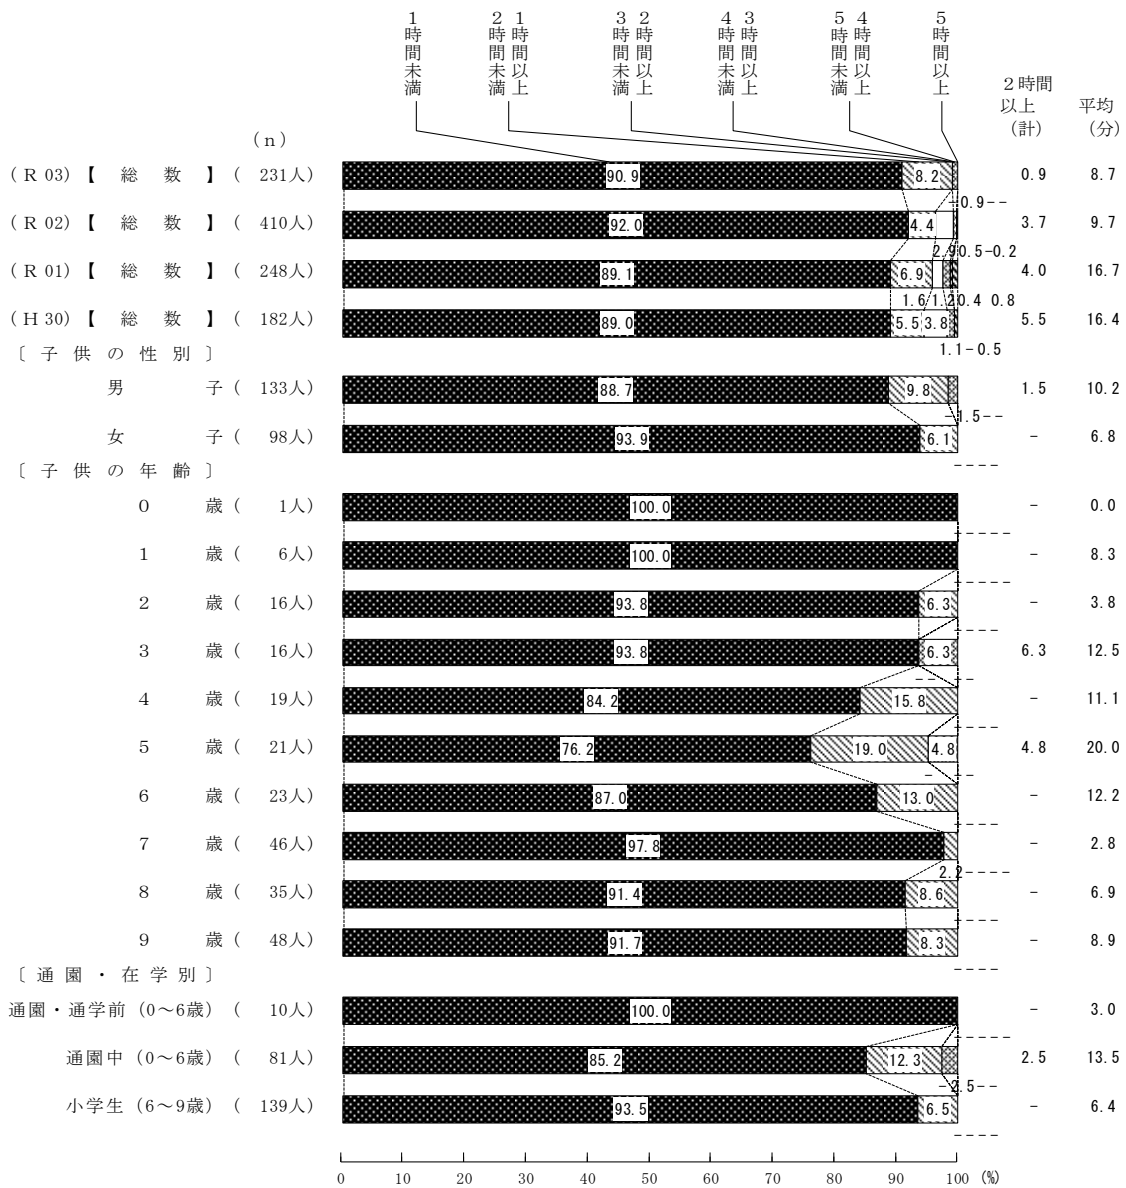 1時間未満
2時間未満
1時間以上
3時間未満
2時間以上
4時間未満
3時間以上
5時間未満
4時間以上
5時間以上
2時間以上(計)
平均(分)
(n)
(R03)【 総 数 】( 231人) 90.9 8.2 0.9 8.7
-0.9--
(R02)【 総 数 】( 410人) 92.0 4.4 3.7 9.7
2.9 0.5-0.2
(R01)【 総 数 】( 248人) 89.1 6.9 4.0 16.7
1.6 1.2 0.4 0.8
(H30)【 総 数 】( 182人) 89.0 5.5 3.8 5.5 16.4
1.1-0.5
〔 子 供 の 性 別 〕
男 子( 133人) 88.7 9.8 1.5 10.2
-1.5--
女 子( 98人) 93.9 6.1 - 6.8
----
〔 子 供 の 年 齢 〕
0 歳( 1人) 100.0 - 0.0
-----
1 歳( 6人) 100.0 - 8.3
-----
2 歳( 16人) 93.8 6.3 - 3.8
----
3 歳( 16人) 93.8 6.3 6.3 12.5
-- --
4 歳( 19人) 84.2 15.8 - 11.1
----
5 歳( 21人) 76.2 19.0 4.8 4.8 20.0
- ---
6 歳( 23人) 87.0 13.0 - 12.2
----
7 歳( 46人) 97.8 - 2.8
2.2----
8 歳( 35人) 91.4 8.6 - 6.9
----
9 歳( 48人) 91.7 8.3 - 8.9
----
〔 通 園 ・ 在 学 別 〕
通園・通学前(0～6歳)( 10人) 100.0 - 3.0
-----
通園中(0～6歳)( 81人) 85.2 12.3 2.5 13.5
-2.5--
小学生(6～9歳)( 139人) 93.5 6.5 - 6.4
----
0 10 20 30 40 50 60 70 80 90 100 (%)